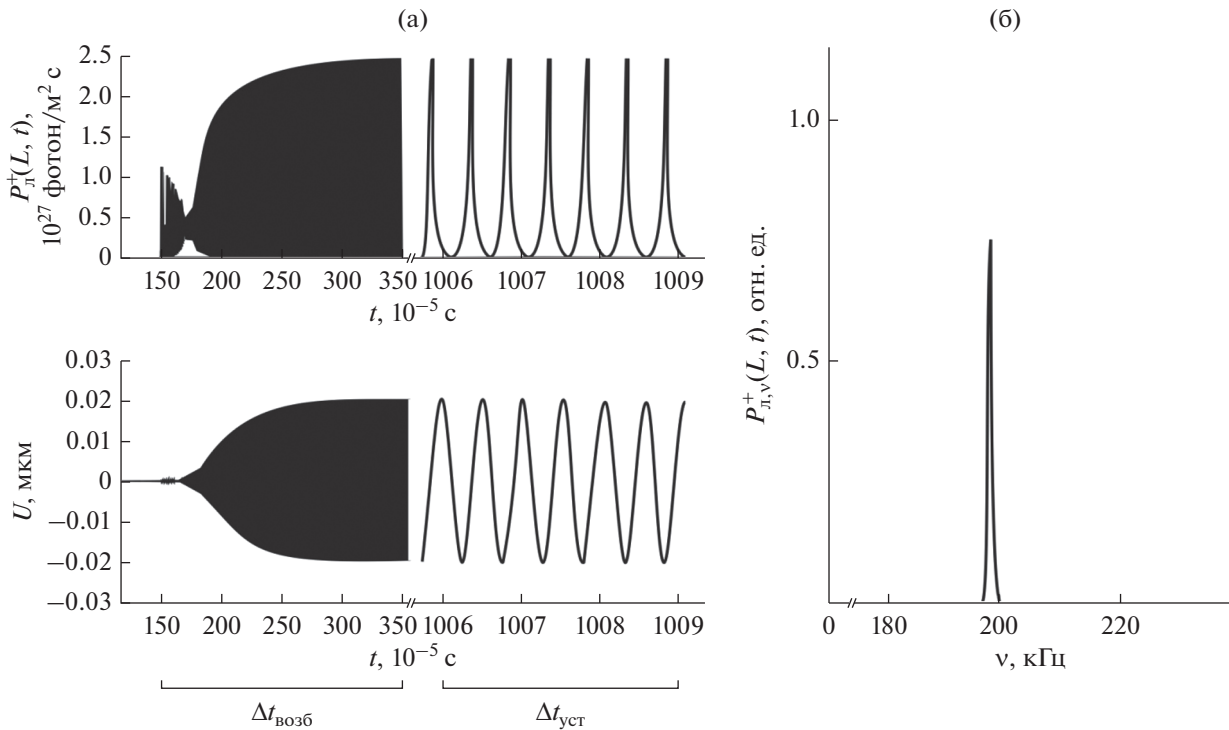 (а)
(б)
P⁺л(L, t),
10²⁷ фотон/м² с
2.5
2.0
1.5
1.0
0.5
0
150 200 250 300 350 1006 1007 1008 1009
t, 10⁻⁵ с
U, мкм
0.03
0.02
0.01
0
−0.01
−0.02
−0.03
150 200 250 300 350 1006 1007 1008 1009
t, 10⁻⁵ с
Δtвозб
Δtуст
P⁺л,ν(L, t), отн. ед.
1.0
0.5
0 180 200 220
ν, кГц